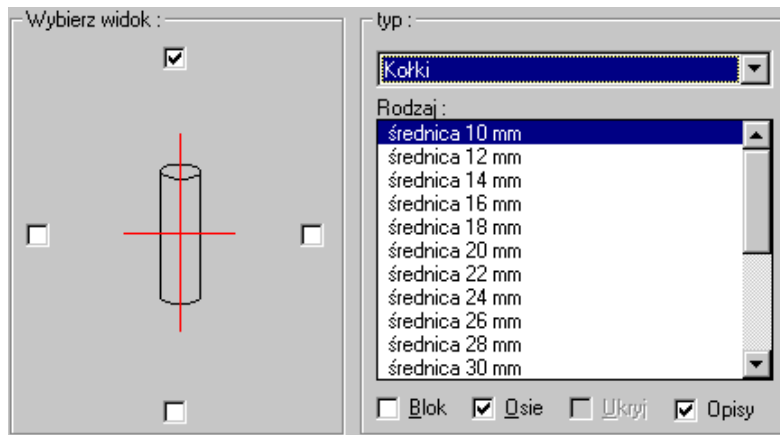 Wybierz widok :
typ :
Kołki
Rodzaj :
średnica 10 mm
średnica 12 mm
średnica 14 mm
średnica 16 mm
średnica 18 mm
średnica 20 mm
średnica 22 mm
średnica 24 mm
średnica 26 mm
średnica 28 mm
średnica 30 mm
Blok Osie Ukryj Opisy